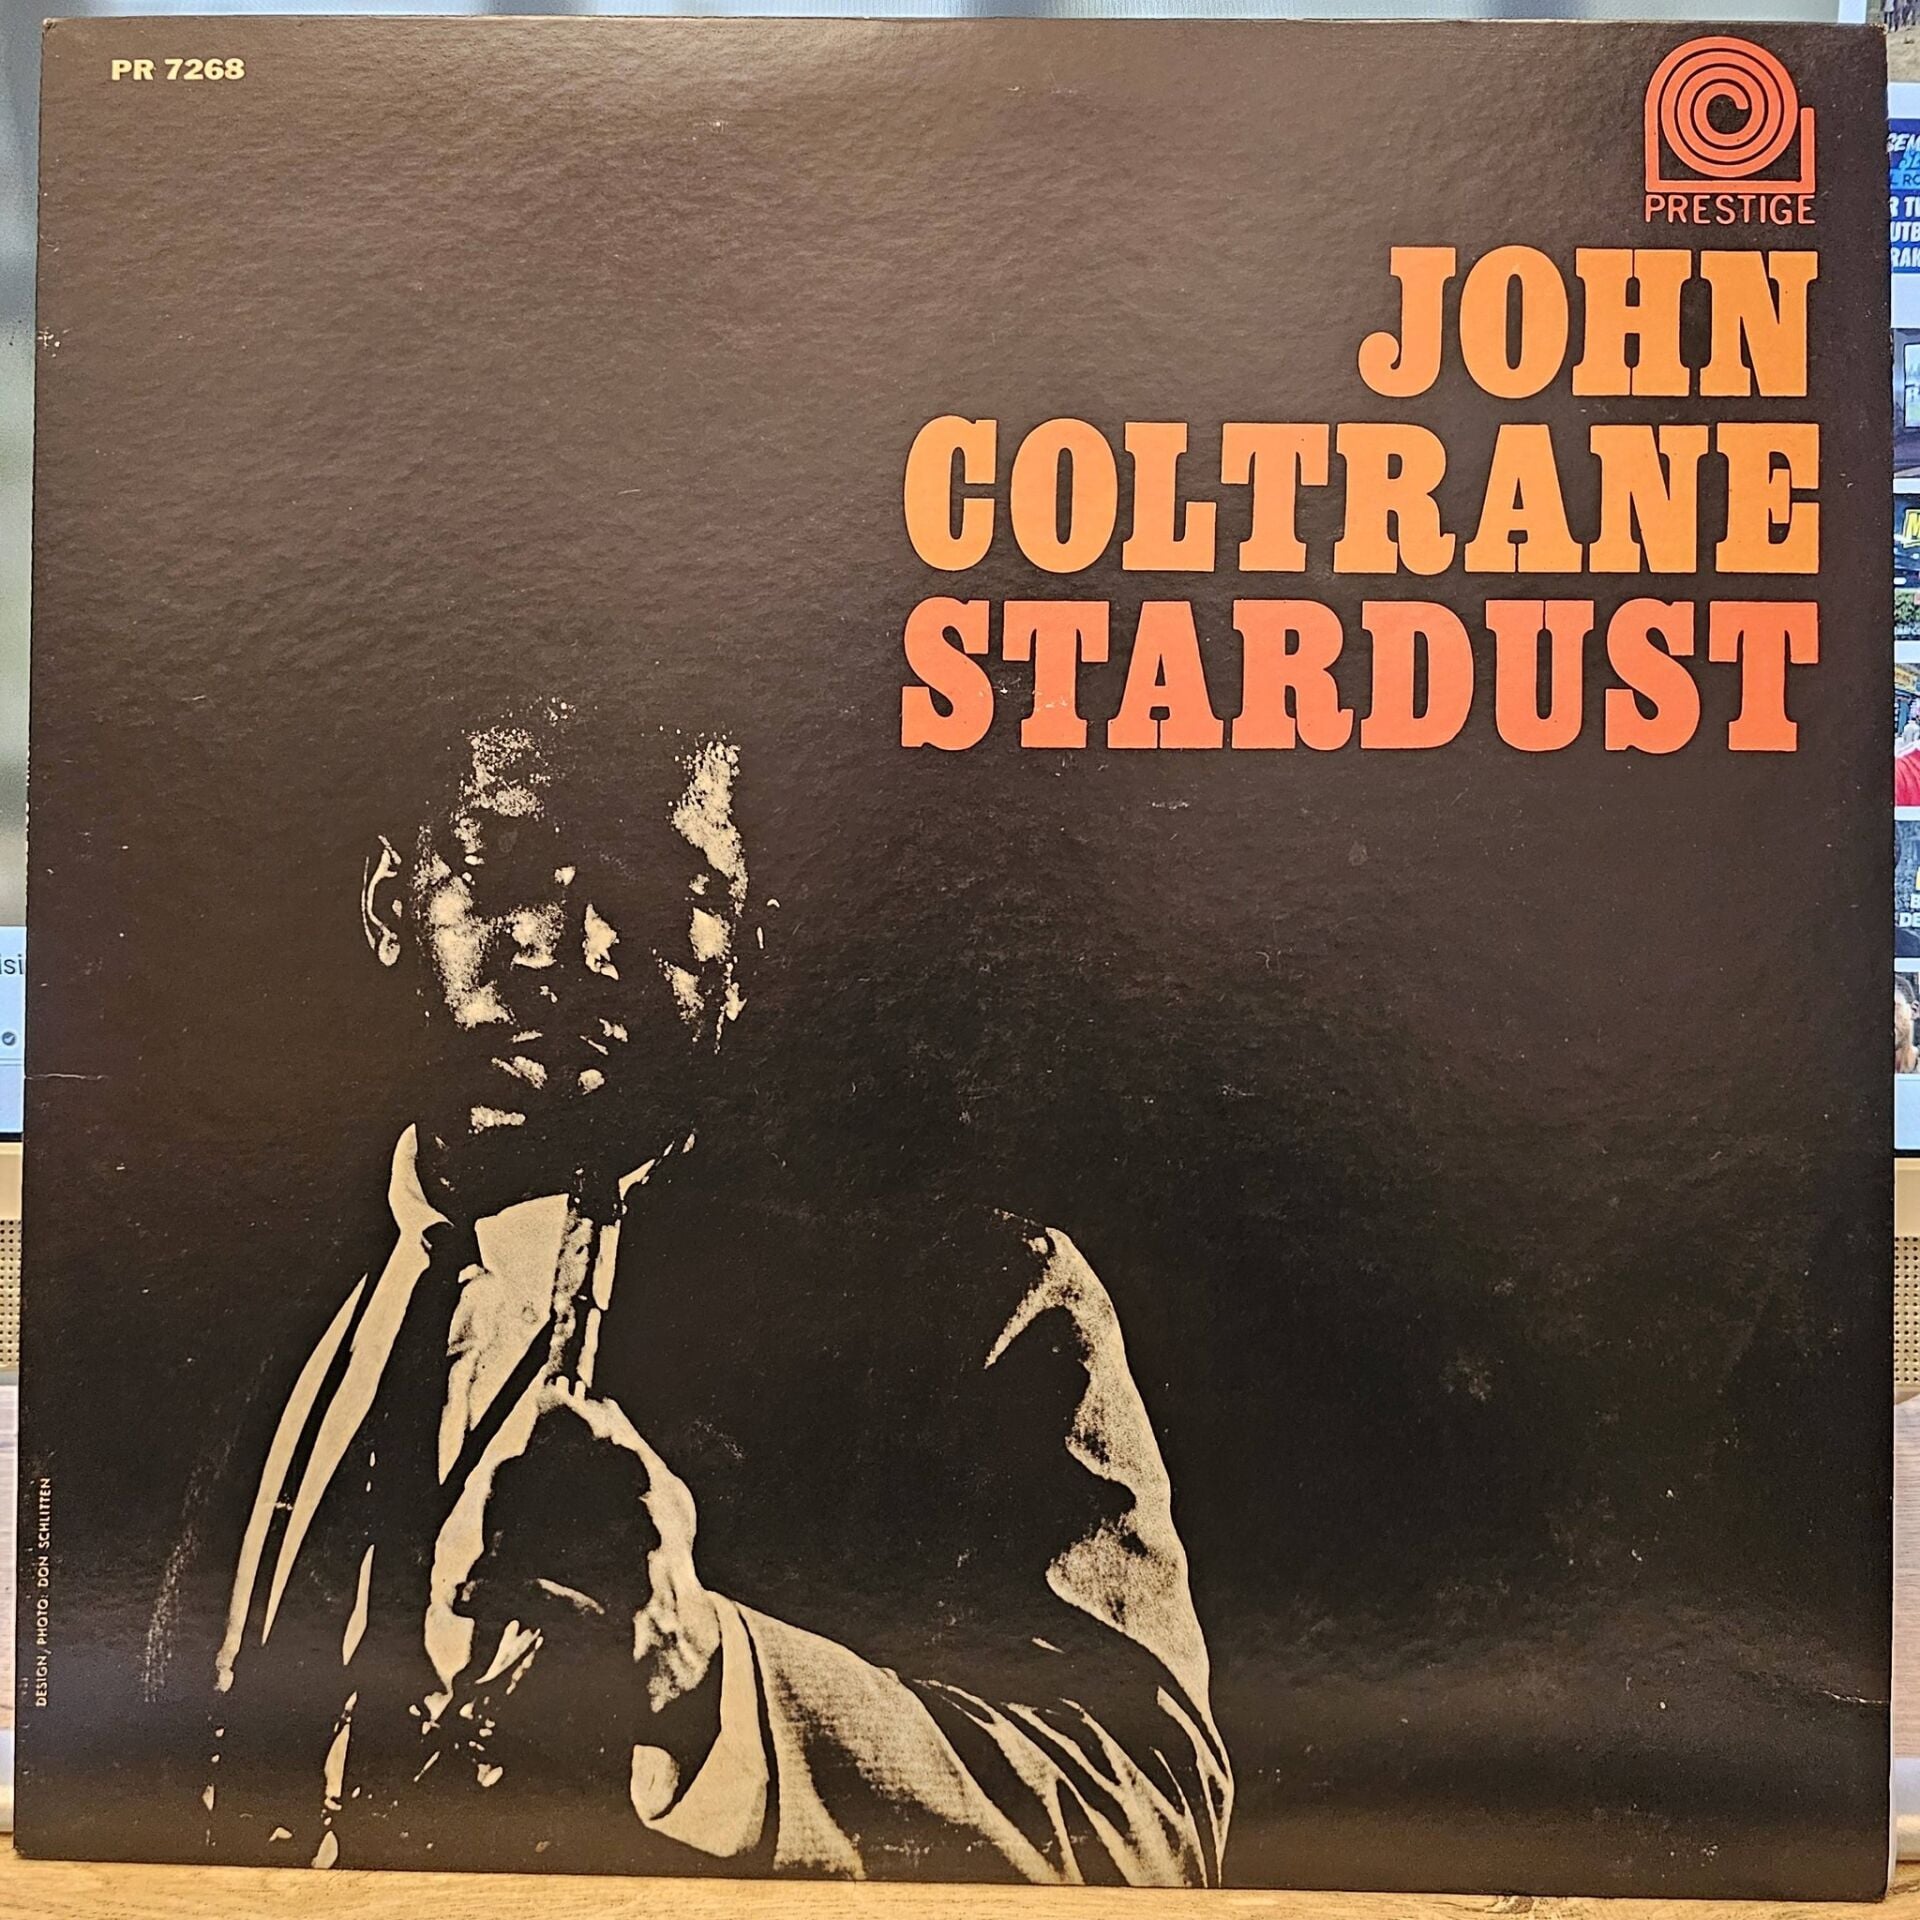 PR 7268
PRESTIGE
JOHN
COLTRANE
STARDUST
DESIGN, PHOTO: DON SCHLITTEN